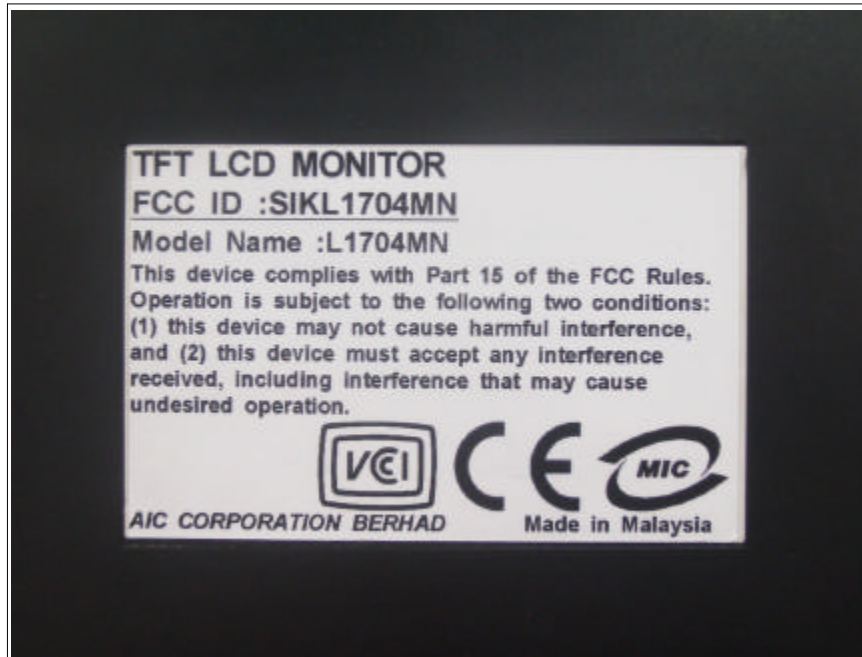 TFT LCD MONITOR
FCC ID :SIKL1704MN
Model Name :L1704MN
This device complies with Part 15 of the FCC Rules.
Operation is subject to the following two conditions:
(1) this device may not cause harmful interference,
and (2) this device must accept any interference
received, including interference that may cause
undesired operation.
VCCI CE MIC
AIC CORPORATION BERHAD Made in Malaysia